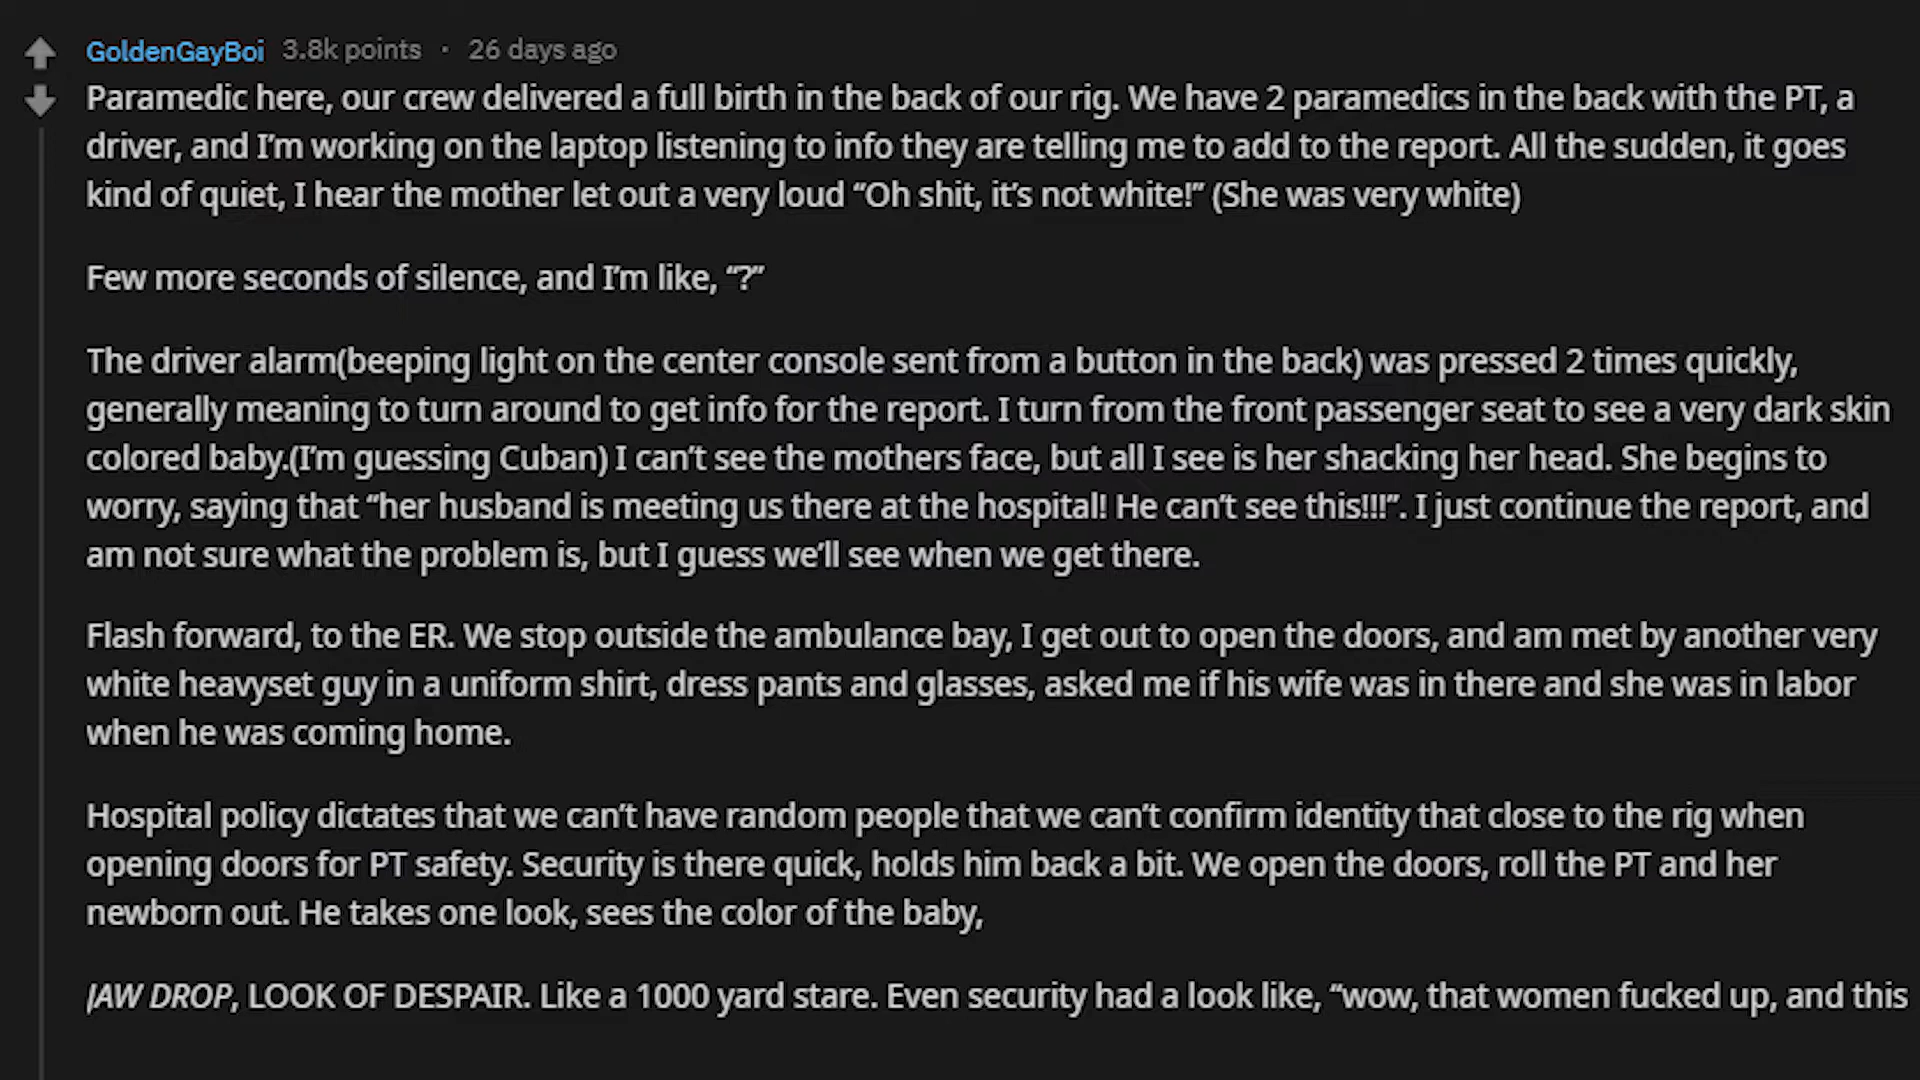 GoldenGayBoi 3.8k points · 26 days ago
Paramedic here, our crew delivered a full birth in the back of our rig. We have 2 paramedics in the back with the PT, a
driver, and I’m working on the laptop listening to info they are telling me to add to the report. All the sudden, it goes
kind of quiet, I hear the mother let out a very loud “Oh shit, it’s not white!” (She was very white)
Few more seconds of silence, and I’m like, “?”
The driver alarm(beeping light on the center console sent from a button in the back) was pressed 2 times quickly,
generally meaning to turn around to get info for the report. I turn from the front passenger seat to see a very dark skin
colored baby.(I’m guessing Cuban) I can’t see the mothers face, but all I see is her shacking her head. She begins to
worry, saying that “her husband is meeting us there at the hospital! He can’t see this!!!”. I just continue the report, and
am not sure what the problem is, but I guess we’ll see when we get there.
Flash forward, to the ER. We stop outside the ambulance bay, I get out to open the doors, and am met by another very
white heavyset guy in a uniform shirt, dress pants and glasses, asked me if his wife was in there and she was in labor
when he was coming home.
Hospital policy dictates that we can’t have random people that we can’t confirm identity that close to the rig when
opening doors for PT safety. Security is there quick, holds him back a bit. We open the doors, roll the PT and her
newborn out. He takes one look, sees the color of the baby,
JAW DROP, LOOK OF DESPAIR. Like a 1000 yard stare. Even security had a look like, “wow, that women fucked up, and this